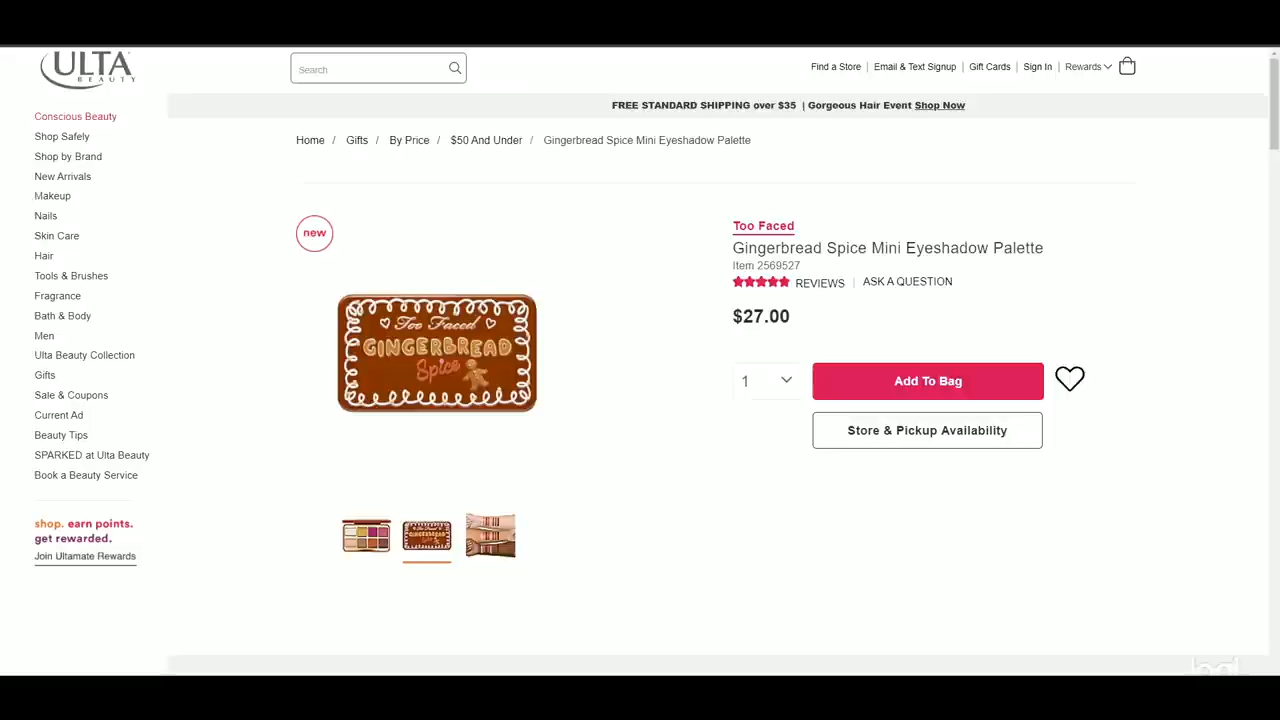 ULTA
BEAUTY
Search
Find a Store
Email & Text Signup
Gift Cards
Sign In
Rewards
FREE STANDARD SHIPPING over $35 | Gorgeous Hair Event Shop Now
Conscious Beauty
Shop Safely
Shop by Brand
New Arrivals
Makeup
Nails
Skin Care
Hair
Tools & Brushes
Fragrance
Bath & Body
Men
Ulta Beauty Collection
Gifts
Sale & Coupons
Current Ad
Beauty Tips
SPARKED at Ulta Beauty
Book a Beauty Service
shop. earn points.
get rewarded.
Join Ultamate Rewards
Home / Gifts / By Price / $50 And Under / Gingerbread Spice Mini Eyeshadow Palette
new
Too Faced
GINGERBREAD
Spice
Too Faced
Gingerbread Spice Mini Eyeshadow Palette
Item 2569527
REVIEWS | ASK A QUESTION
$27.00
1
Add To Bag
Store & Pickup Availability